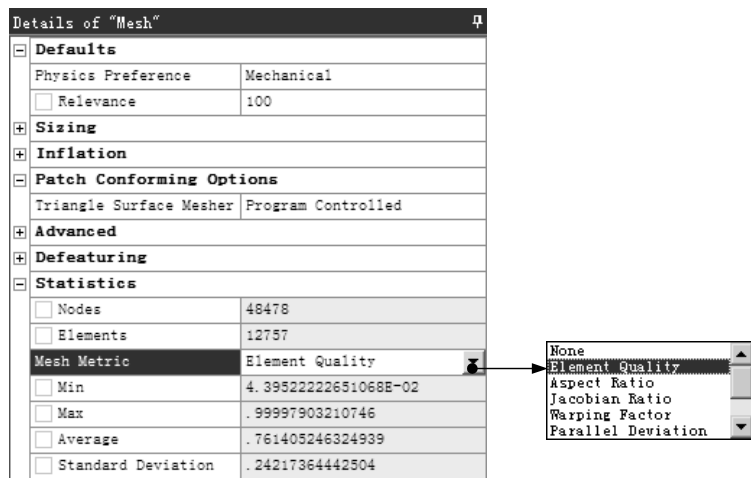 Details of "Mesh"
Defaults
Physics Preference Mechanical
Relevance 100
Sizing
Inflation
Patch Conforming Options
Triangle Surface Mesher Program Controlled
Advanced
Defeaturing
Statistics
Nodes 48478
Elements 12757
Mesh Metric Element Quality
Min 4.39522222651068E-02
Max .99997903210746
Average .761405246324939
Standard Deviation .24217364442504
None
Element Quality
Aspect Ratio
Jacobian Ratio
Warping Factor
Parallel Deviation